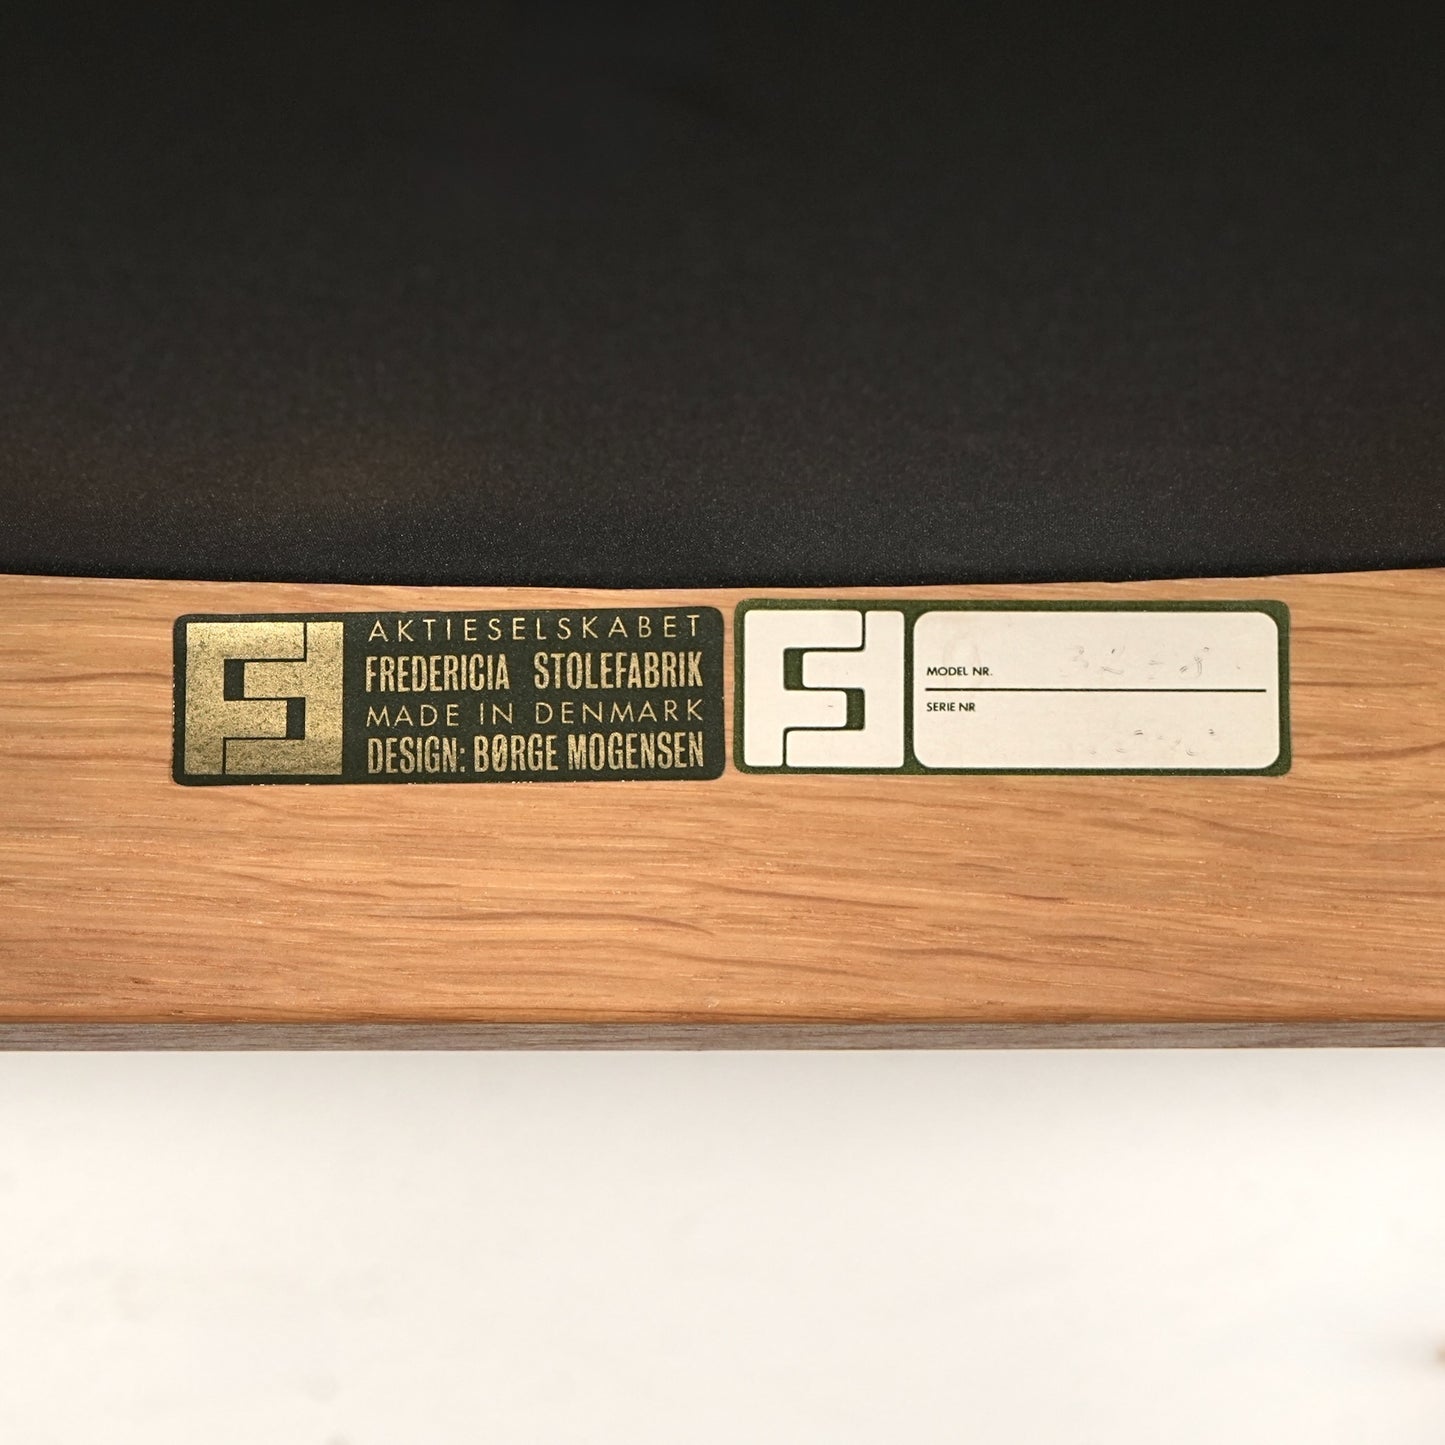 AKTIESELSKABET
FREDERICIA STOLEFABRIK
MADE IN DENMARK
DESIGN: BØRGE MOGENSEN
MODEL NR.
SERIE NR